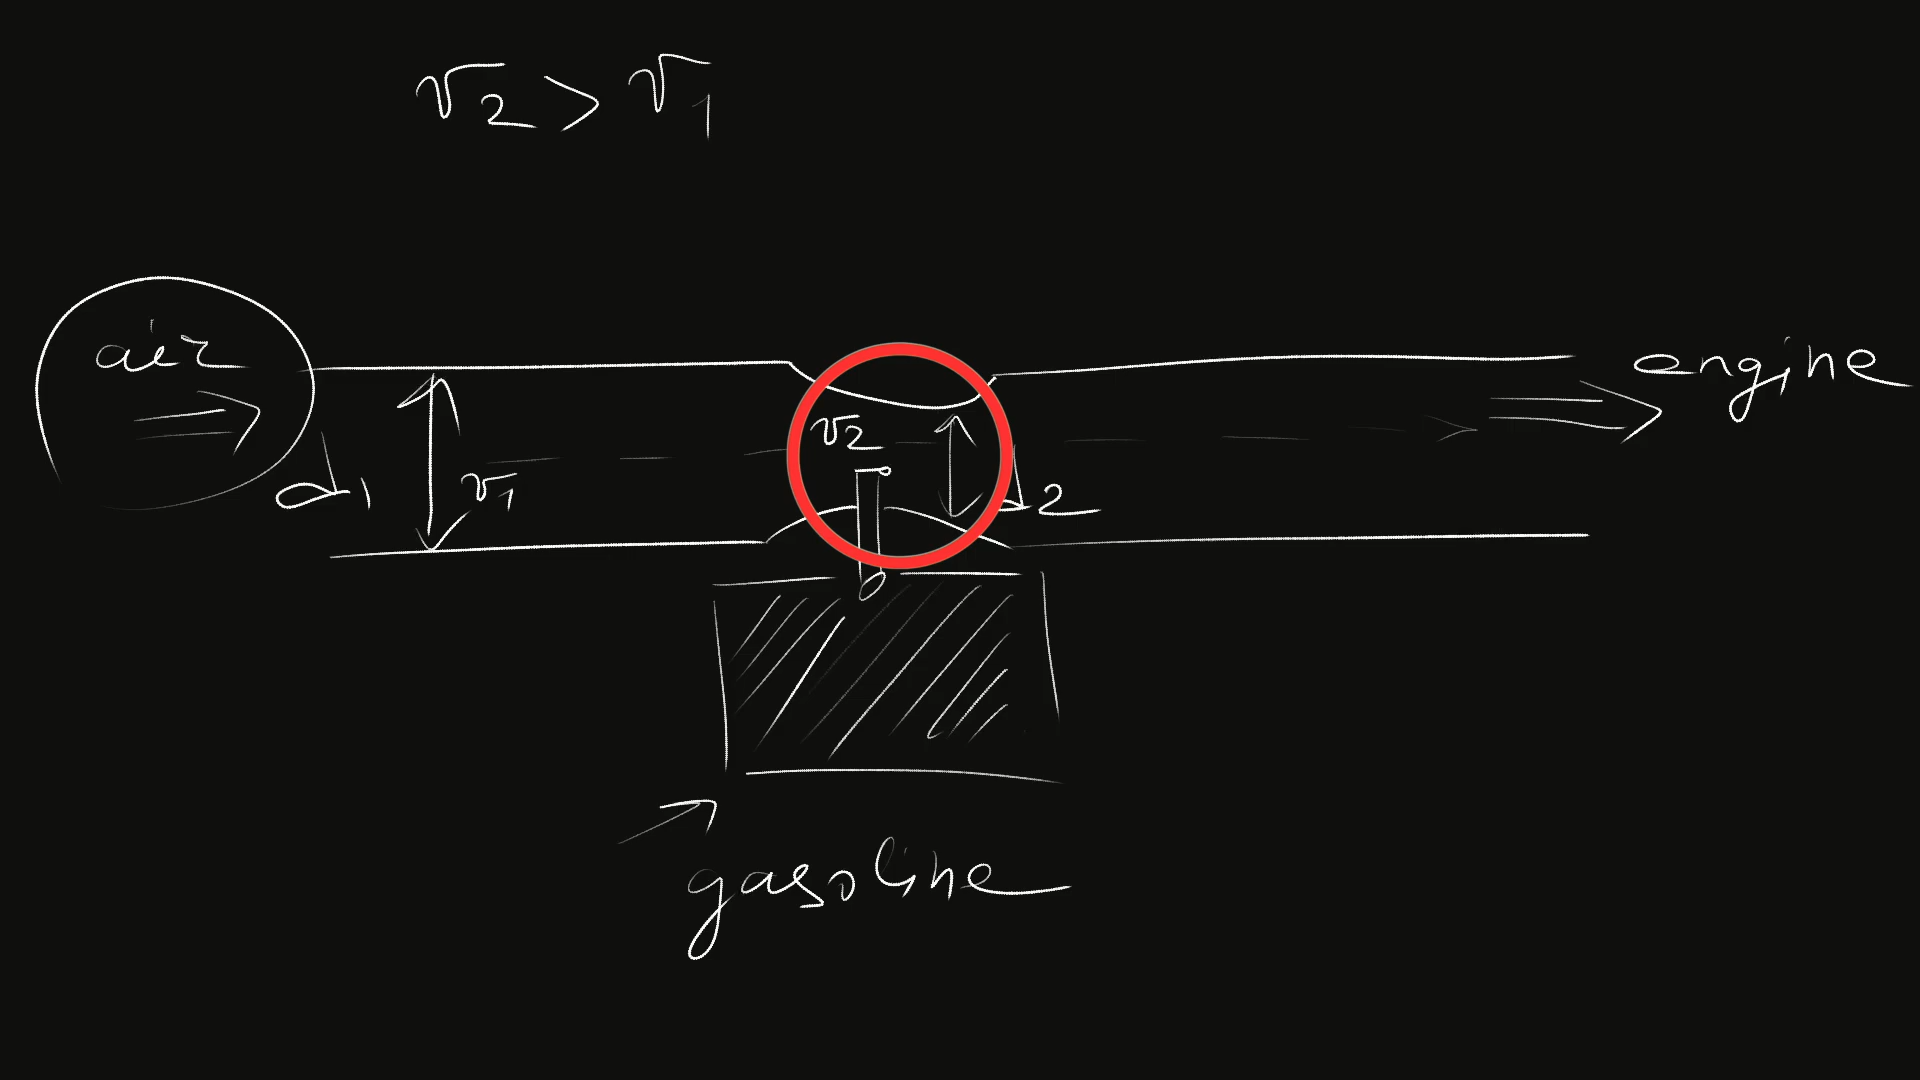 v2 > v1
air
engine
d1
v1
v2
d2
gasoline